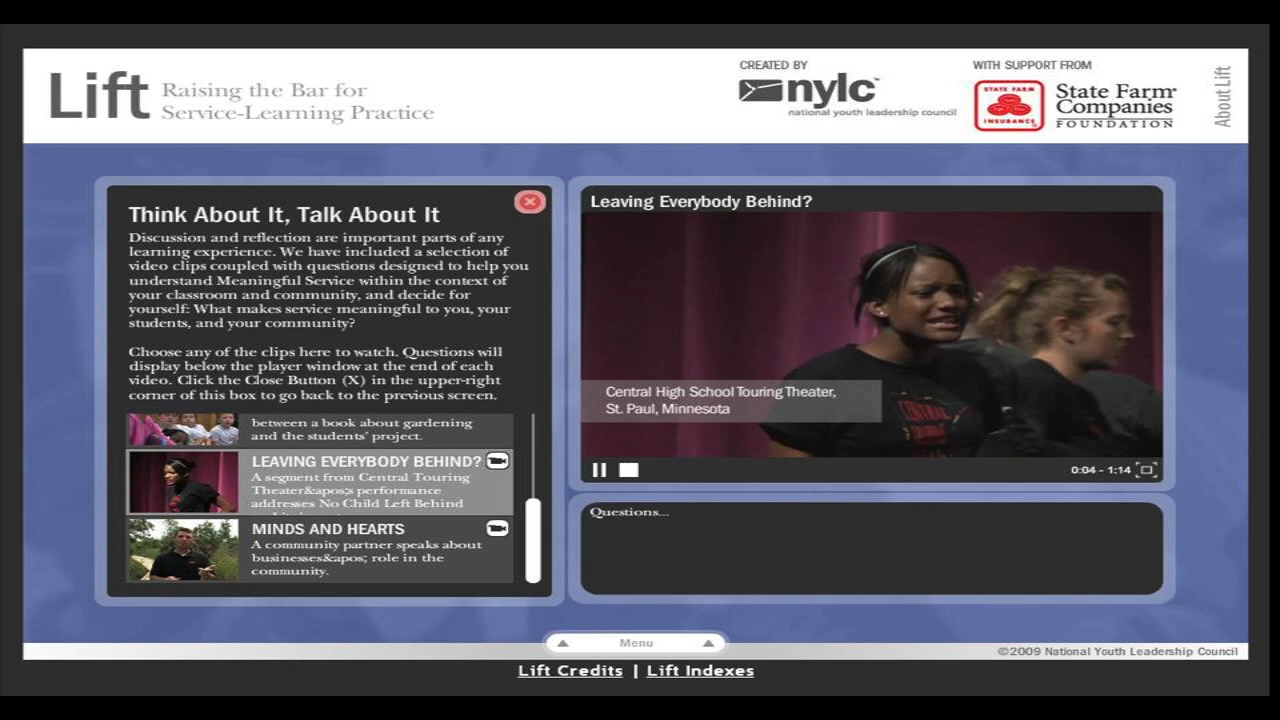 Lift
Raising the Bar for
Service-Learning Practice
CREATED BY
nylc™
national youth leadership council
WITH SUPPORT FROM
STATE FARM
INSURANCE®
State Farm
Companies
FOUNDATION
About Lift
Think About It, Talk About It
Discussion and reflection are important parts of any
learning experience. We have included a selection of
video clips coupled with questions designed to help you
understand Meaningful Service within the context of
your classroom and community, and decide for
yourself: What makes service meaningful to you, your
students, and your community?
Choose any of the clips here to watch. Questions will
display below the player window at the end of each
video. Click the Close Button (X) in the upper-right
corner of this box to go back to the previous screen.
between a book about gardening
and the students' project.
LEAVING EVERYBODY BEHIND?
A segment from Central Touring
Theater&apos;s performance
addresses No Child Left Behind
MINDS AND HEARTS
A community partner speaks about
businesses&apos; role in the
community.
Leaving Everybody Behind?
Central High School Touring Theater,
St. Paul, Minnesota
0:04 - 1:14
Questions...
Menu
©2009 National Youth Leadership Council
Lift Credits | Lift Indexes